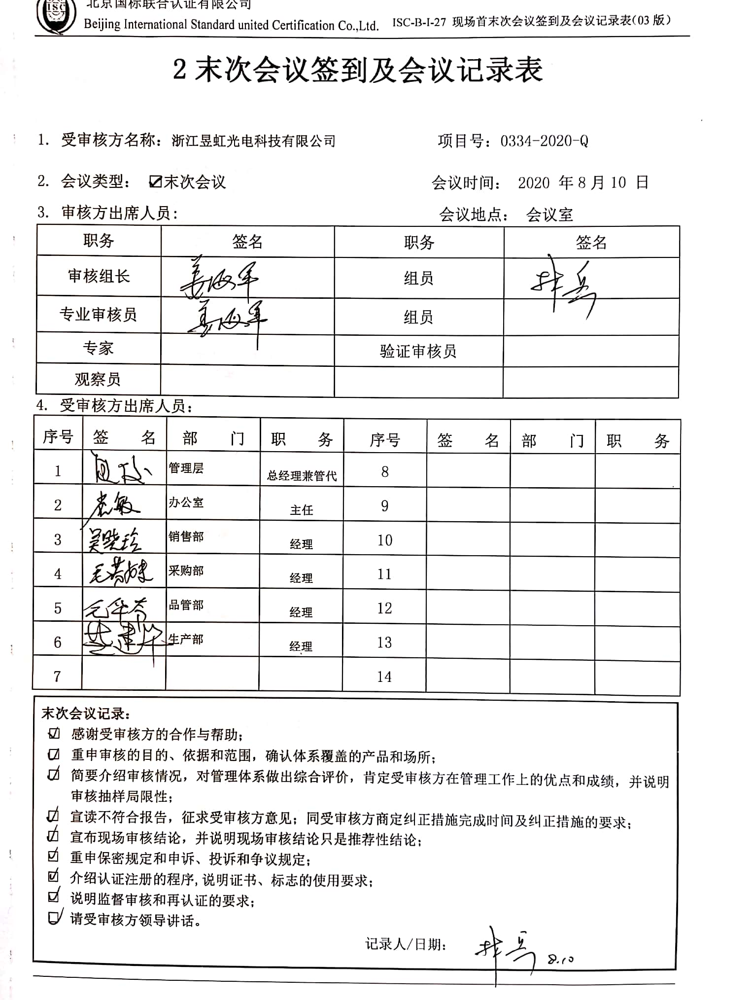 北京国标联合认证有限公司
Beijing International Standard united Certification Co.,Ltd. ISC-B-I-27 现场首末次会议签到及会议记录表(03版)
ISC
2 末次会议签到及会议记录表
1. 受审核方名称：浙江昱虹光电科技有限公司 项目号：0334-2020-Q
2. 会议类型： ☑末次会议 会议时间： 2020 年 8 月 10 日
3. 审核方出席人员： 会议地点： 会议室
职务 签名 职务 签名
审核组长 姜海军 组员
专业审核员 姜海军 组员
专家 验证审核员
观察员
4. 受审核方出席人员：
序号 签 名 部 门 职 务 序号 签 名 部 门 职 务
1 管理层 总经理兼管代 8
2 办公室 主任 9
3 吴晓玲 销售部 经理 10
4 采购部 经理 11
5 毛华芬 品管部 经理 12
6 生产部 经理 13
7 14
末次会议记录：
☑ 感谢受审核方的合作与帮助；
☑ 重申审核的目的、依据和范围，确认体系覆盖的产品和场所；
☑ 简要介绍审核情况，对管理体系做出综合评价，肯定受审核方在管理工作上的优点和成绩，并说明
审核抽样局限性；
☑ 宣读不符合报告，征求受审核方意见；同受审核方商定纠正措施完成时间及纠正措施的要求；
☑ 宣布现场审核结论，并说明现场审核结论只是推荐性结论；
☑ 重申保密规定和申诉、投诉和争议规定；
☑ 介绍认证注册的程序,说明证书、标志的使用要求；
☑ 说明监督审核和再认证的要求；
☑ 请受审核方领导讲话。
记录人/日期： 8.10